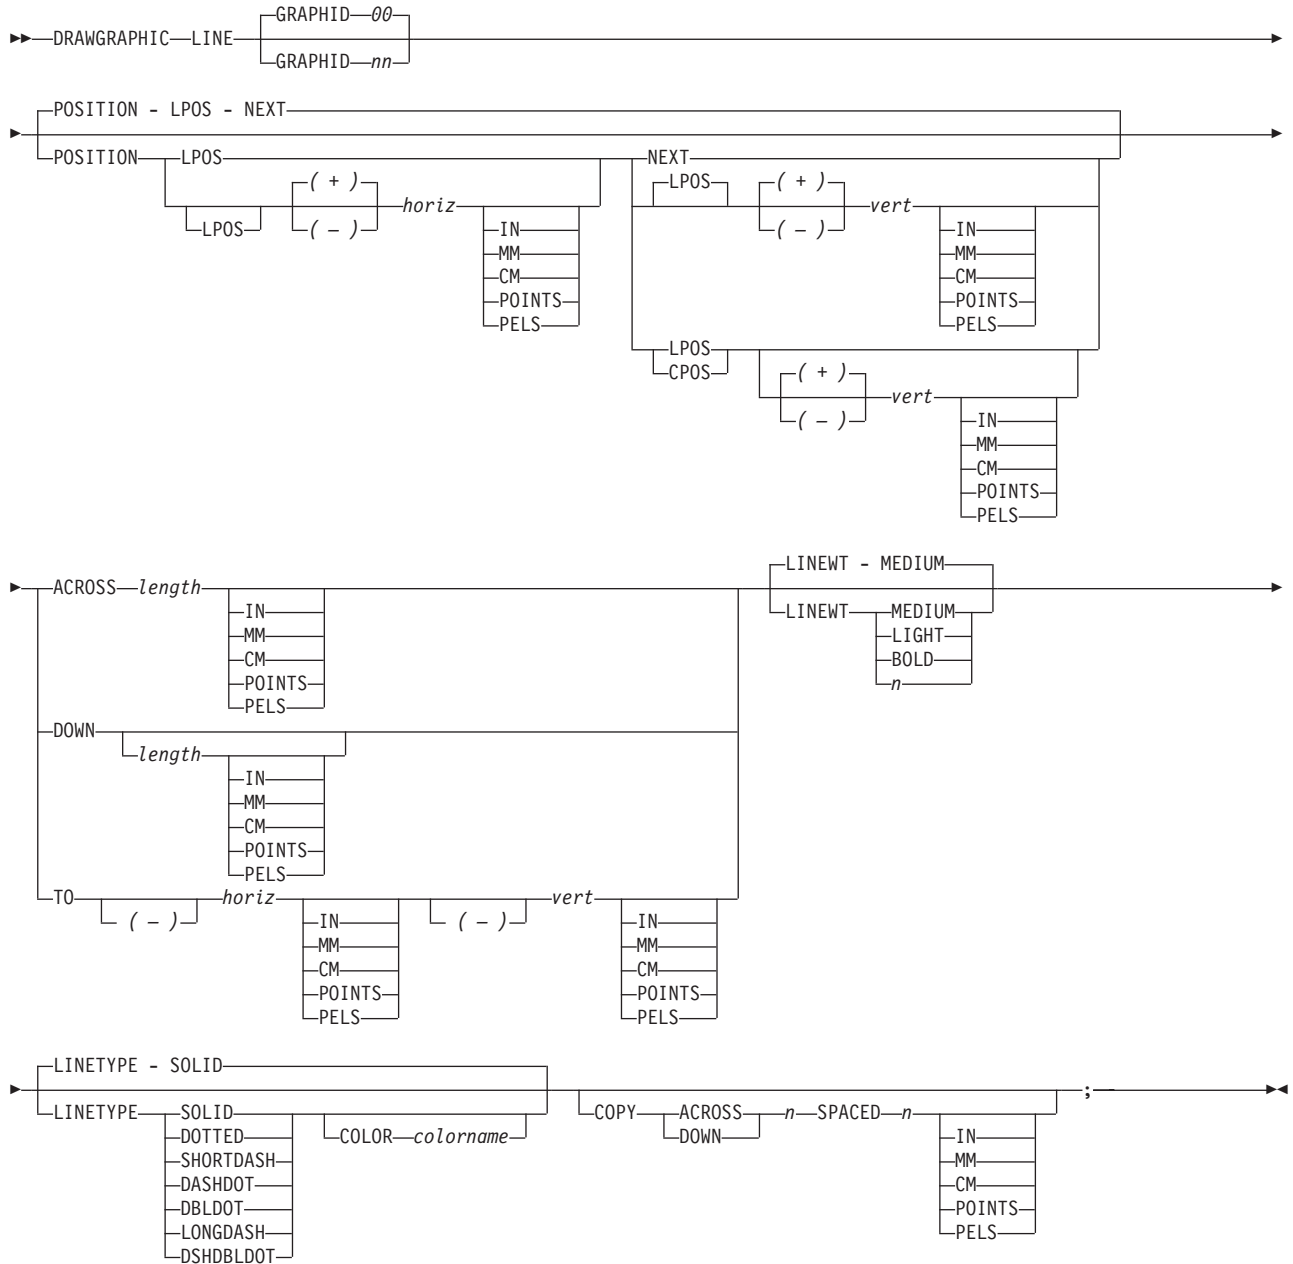 GRAPHID 00
DRAWGRAPHIC LINE
GRAPHID nn
POSITION - LPOS - NEXT
POSITION LPOS NEXT
( + ) LPOS ( + )
horiz vert
LPOS ( – ) IN ( – ) IN
MM MM
CM CM
POINTS POINTS
PELS PELS
LPOS
CPOS ( + )
vert
( – ) IN
MM
CM
POINTS
PELS
LINEWT - MEDIUM
ACROSS length
IN LINEWT MEDIUM
MM LIGHT
CM BOLD
POINTS n
PELS
DOWN
length
IN
MM
CM
POINTS
PELS
TO horiz vert
( – ) IN ( – ) IN
MM MM
CM CM
POINTS POINTS
PELS PELS
LINETYPE - SOLID
;
LINETYPE SOLID COPY ACROSS n SPACED n
DOTTED COLOR colorname DOWN IN
SHORTDASH MM
DASHDOT CM
DBLDOT POINTS
LONGDASH PELS
DSHDBLDOT